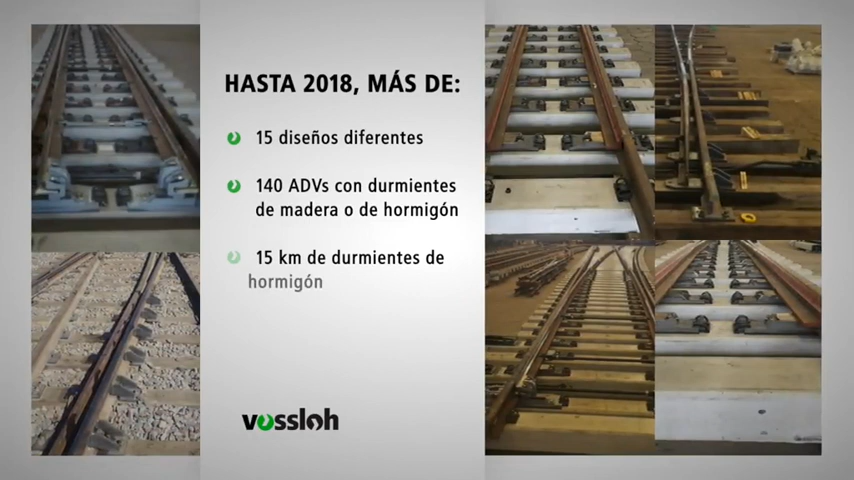 HASTA 2018, MÁS DE:
15 diseños diferentes
140 ADVs con durmientes
de madera o de hormigón
15 km de durmientes de
hormigón
vossloh